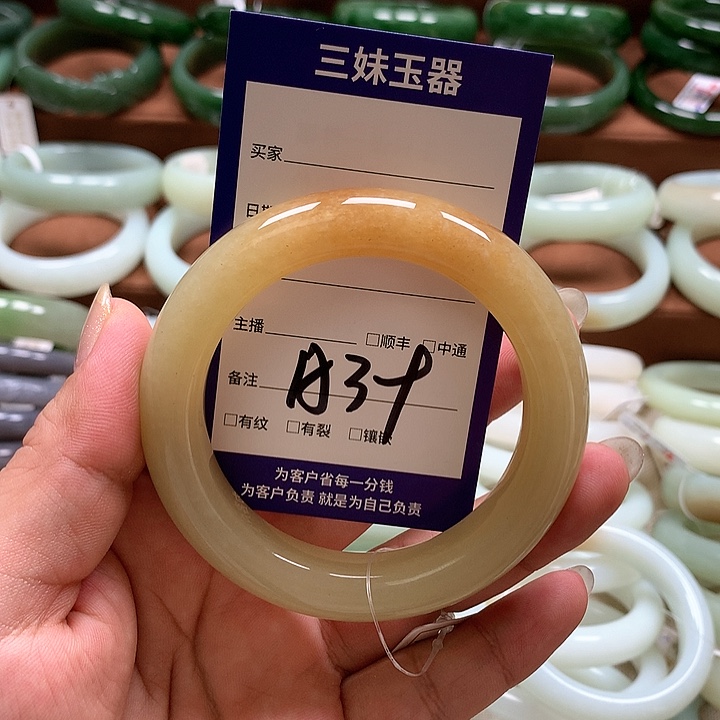 三妹玉器
买家
日
主播 □顺丰 □中通
备注 A39
□有纹 □有裂 □镶嵌
为客户省每一分钱
为客户负责 就是为自己负责